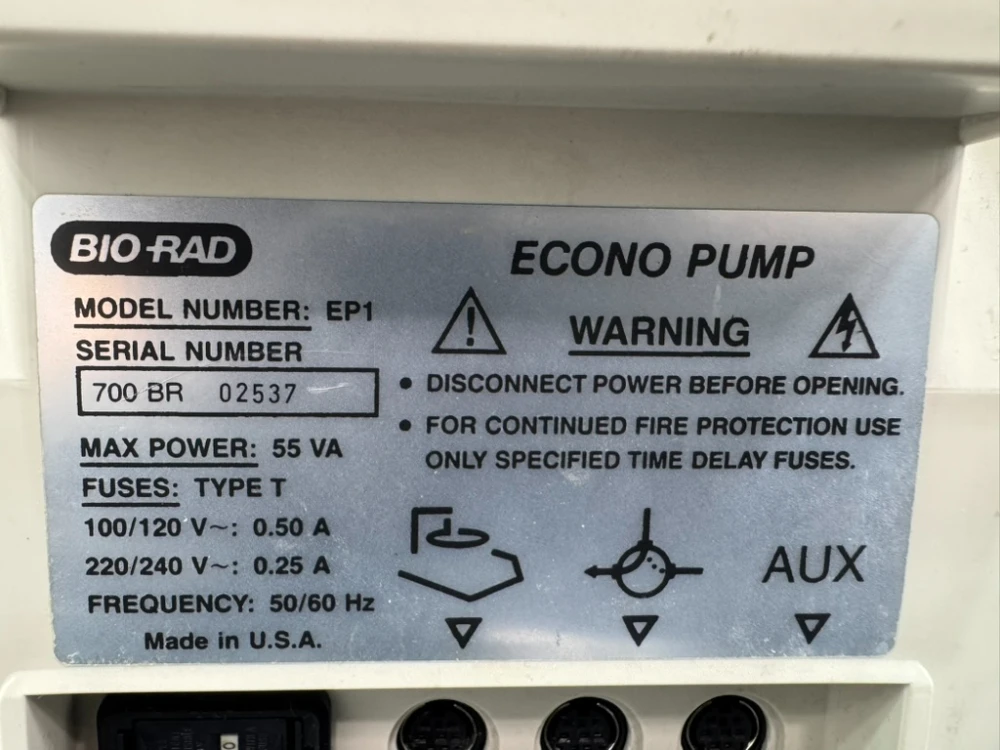 BIO-RAD
ECONO PUMP
MODEL NUMBER: EP1
SERIAL NUMBER
700 BR 02537
MAX POWER: 55 VA
FUSES: TYPE T
100/120 V~: 0.50 A
220/240 V~: 0.25 A
FREQUENCY: 50/60 Hz
Made in U.S.A.
WARNING
• DISCONNECT POWER BEFORE OPENING.
• FOR CONTINUED FIRE PROTECTION USE
ONLY SPECIFIED TIME DELAY FUSES.
AUX